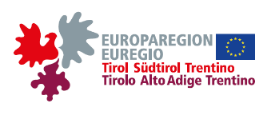 EUROPAREGION
EUREGIO
Tirol Südtirol Trentino
Tirolo Alto Adige Trentino